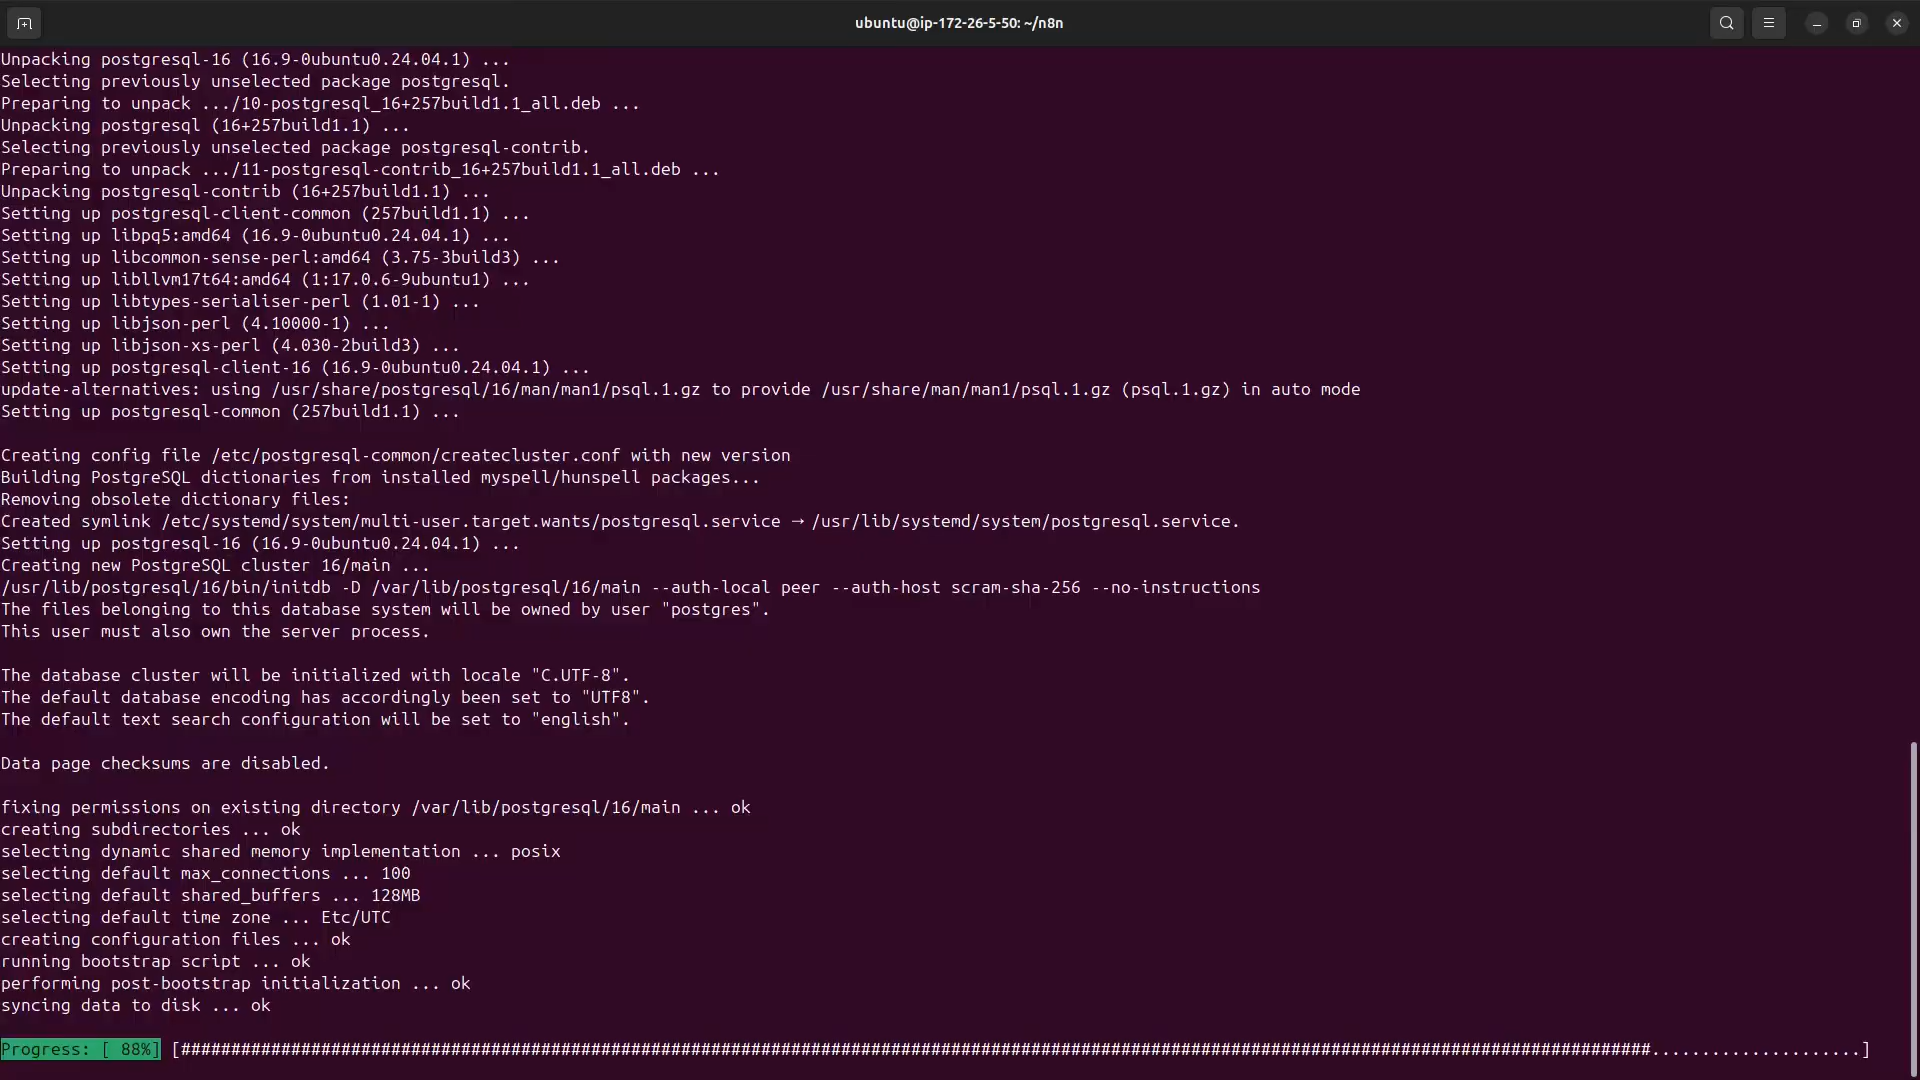 ubuntu@ip-172-26-5-50: ~/n8n
Unpacking postgresql-16 (16.9-0ubuntu0.24.04.1) ...
Selecting previously unselected package postgresql.
Preparing to unpack .../10-postgresql_16+257build1.1_all.deb ...
Unpacking postgresql (16+257build1.1) ...
Selecting previously unselected package postgresql-contrib.
Preparing to unpack .../11-postgresql-contrib_16+257build1.1_all.deb ...
Unpacking postgresql-contrib (16+257build1.1) ...
Setting up postgresql-client-common (257build1.1) ...
Setting up libpq5:amd64 (16.9-0ubuntu0.24.04.1) ...
Setting up libcommon-sense-perl:amd64 (3.75-3build3) ...
Setting up libllvm17t64:amd64 (1:17.0.6-9ubuntu1) ...
Setting up libtypes-serialiser-perl (1.01-1) ...
Setting up libjson-perl (4.10000-1) ...
Setting up libjson-xs-perl (4.030-2build3) ...
Setting up postgresql-client-16 (16.9-0ubuntu0.24.04.1) ...
update-alternatives: using /usr/share/postgresql/16/man/man1/psql.1.gz to provide /usr/share/man/man1/psql.1.gz (psql.1.gz) in auto mode
Setting up postgresql-common (257build1.1) ...
Creating config file /etc/postgresql-common/createcluster.conf with new version
Building PostgreSQL dictionaries from installed myspell/hunspell packages...
Removing obsolete dictionary files:
Created symlink /etc/systemd/system/multi-user.target.wants/postgresql.service → /usr/lib/systemd/system/postgresql.service.
Setting up postgresql-16 (16.9-0ubuntu0.24.04.1) ...
Creating new PostgreSQL cluster 16/main ...
/usr/lib/postgresql/16/bin/initdb -D /var/lib/postgresql/16/main --auth-local peer --auth-host scram-sha-256 --no-instructions
The files belonging to this database system will be owned by user "postgres".
This user must also own the server process.
The database cluster will be initialized with locale "C.UTF-8".
The default database encoding has accordingly been set to "UTF8".
The default text search configuration will be set to "english".
Data page checksums are disabled.
fixing permissions on existing directory /var/lib/postgresql/16/main ... ok
creating subdirectories ... ok
selecting dynamic shared memory implementation ... posix
selecting default max_connections ... 100
selecting default shared_buffers ... 128MB
selecting default time zone ... Etc/UTC
creating configuration files ... ok
running bootstrap script ... ok
performing post-bootstrap initialization ... ok
syncing data to disk ... ok
Progress: [ 88%] [###################################################################################################################################################.....................]